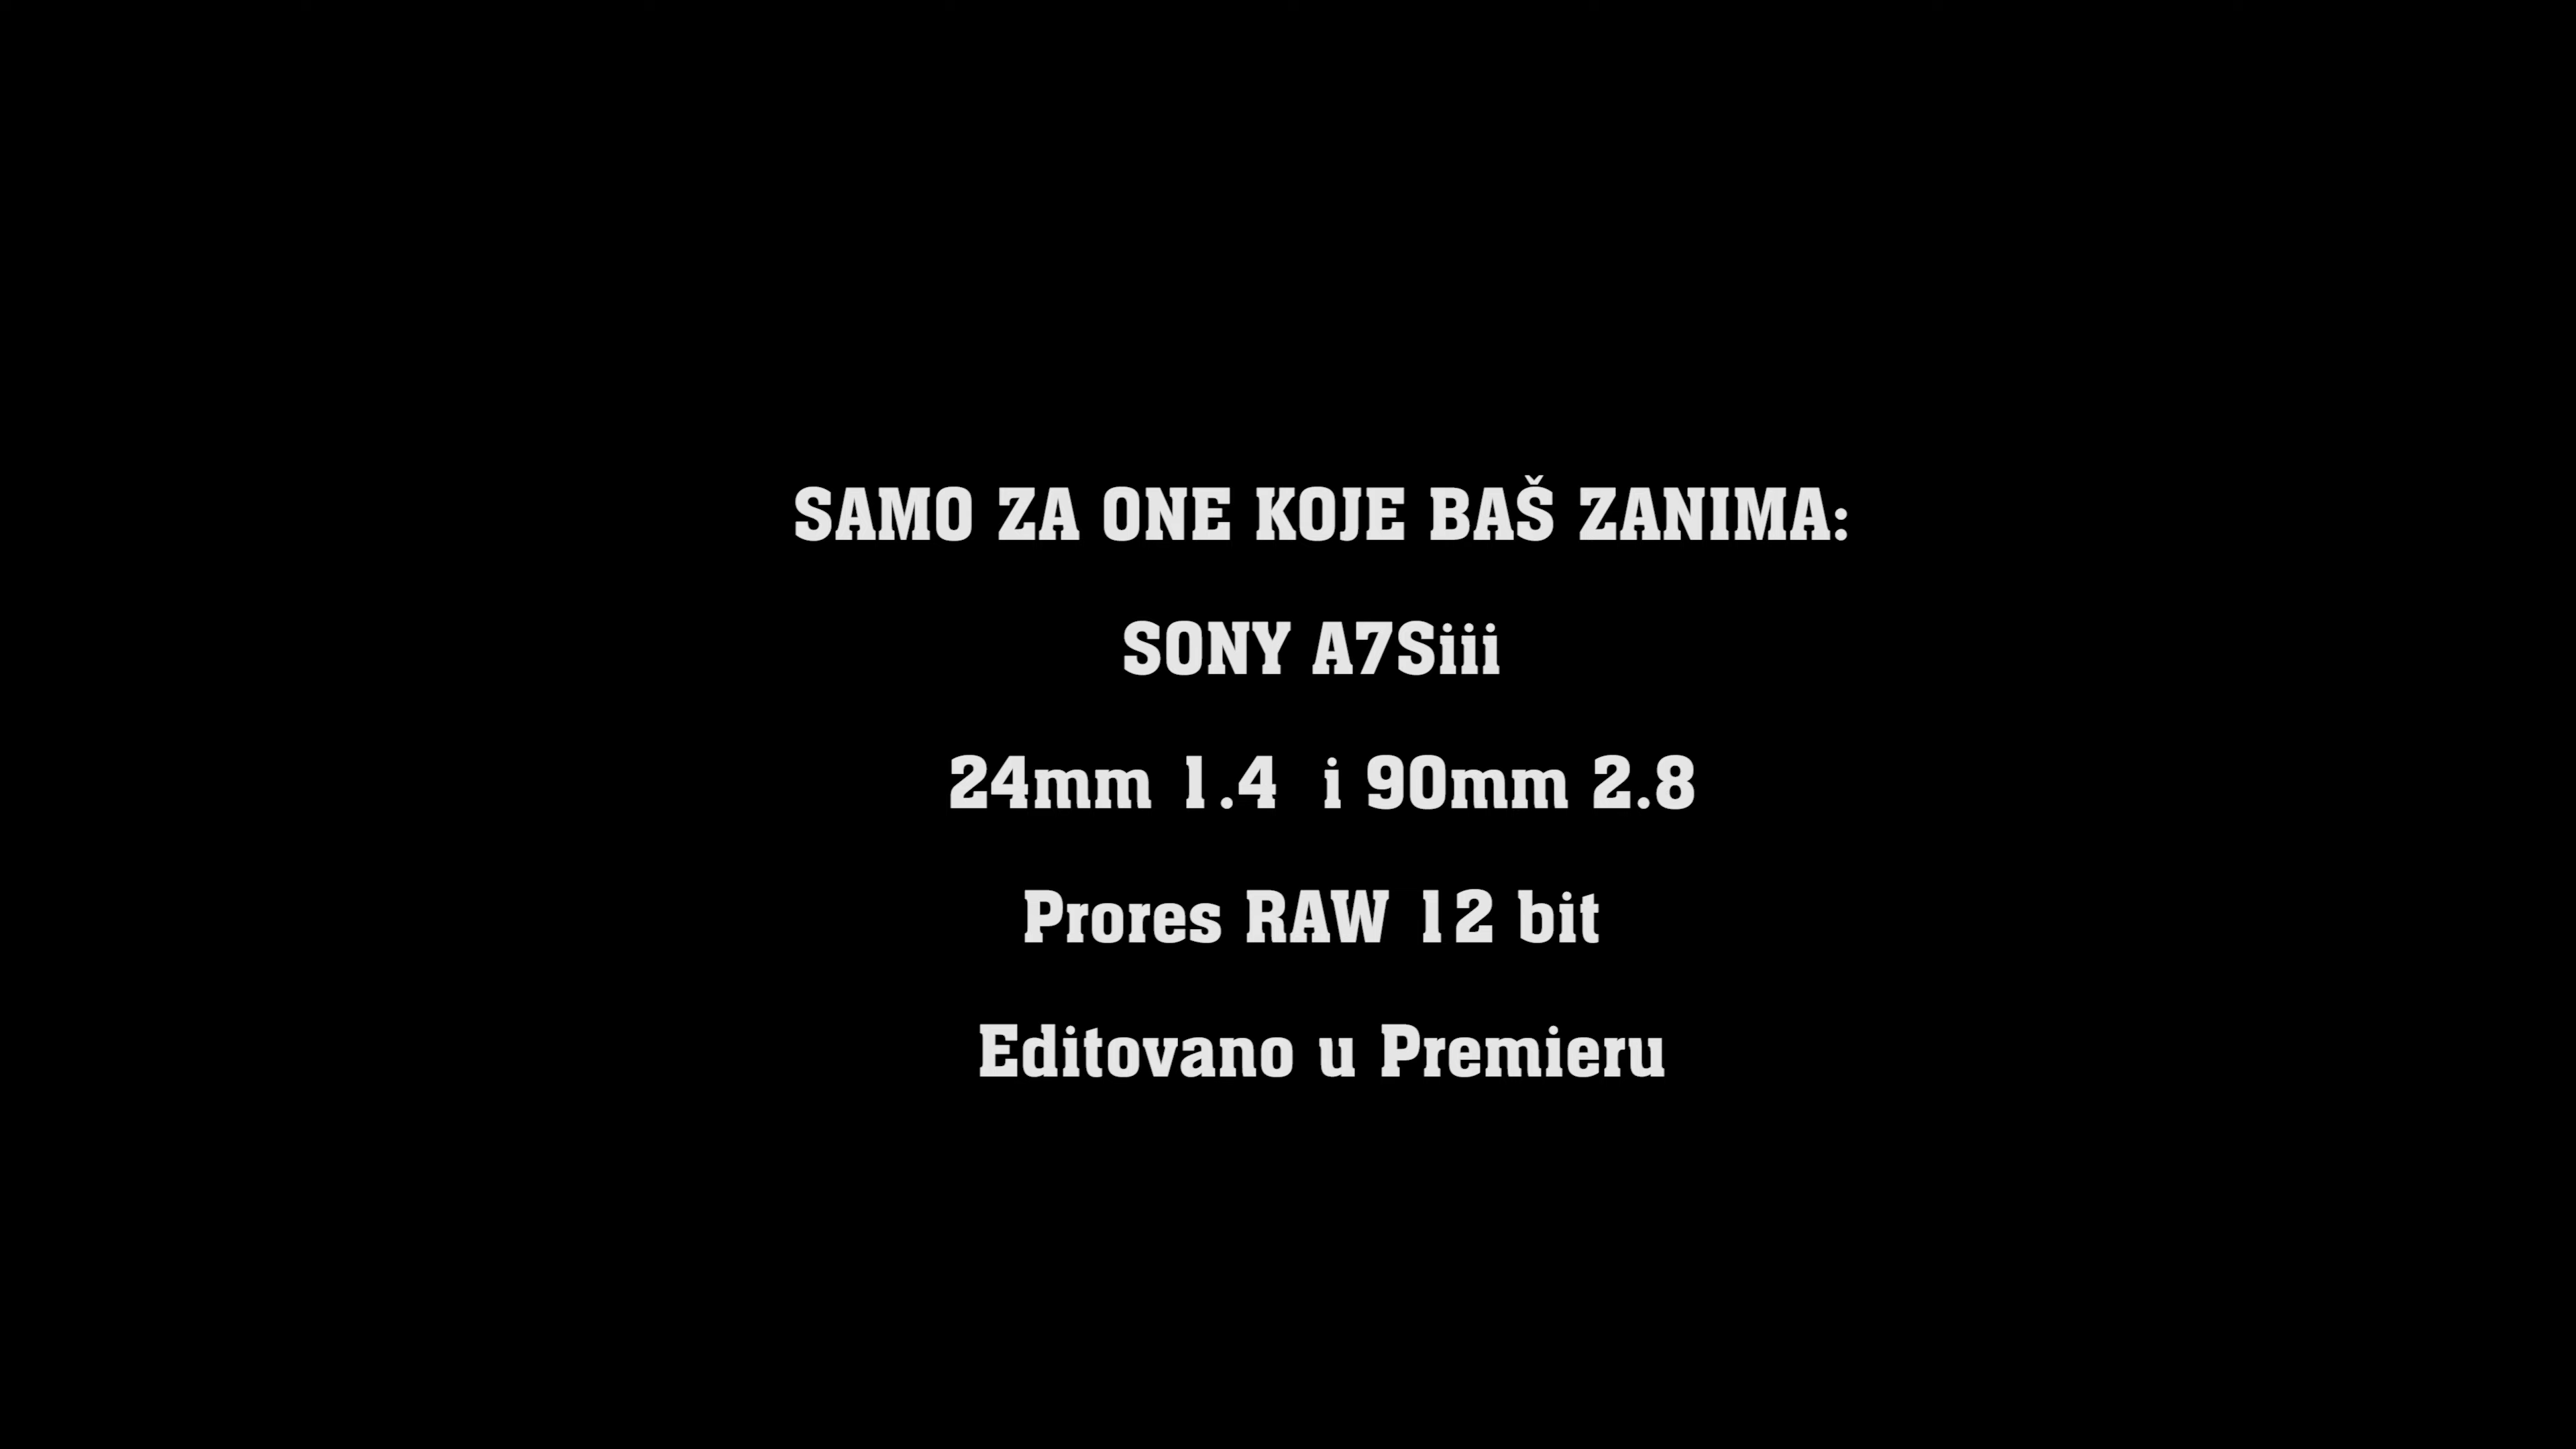 SAMO ZA ONE KOJE BAŠ ZANIMA:
SONY A7Siii
24mm 1.4  i 90mm 2.8
Prores RAW 12 bit
Editovano u Premieru